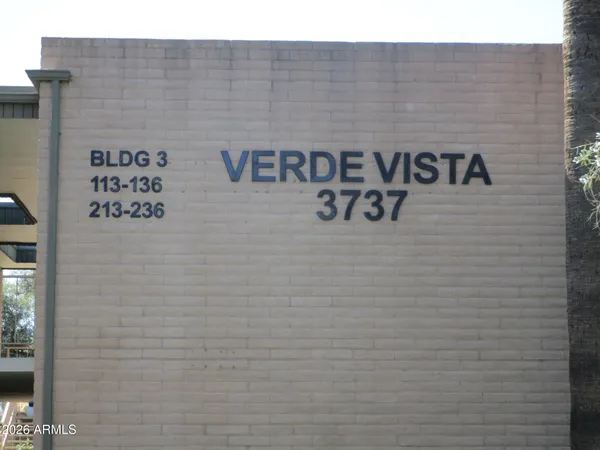 BLDG 3
113-136
213-236
VERDE VISTA
3737
2026 ARMLS